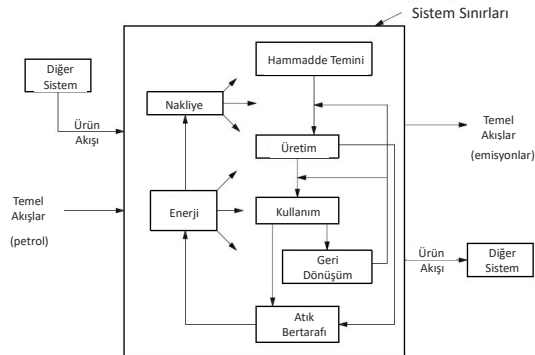 Sistem Sınırları
Diğer
Sistem
Ürün
Akışı
Temel
Akışlar
(petrol)
Hammadde Temini
Nakliye
Üretim
Enerji
Kullanım
Geri
Dönüşüm
Atık
Bertarafı
Temel
Akışlar
(emisyonlar)
Ürün
Akışı
Diğer
Sistem